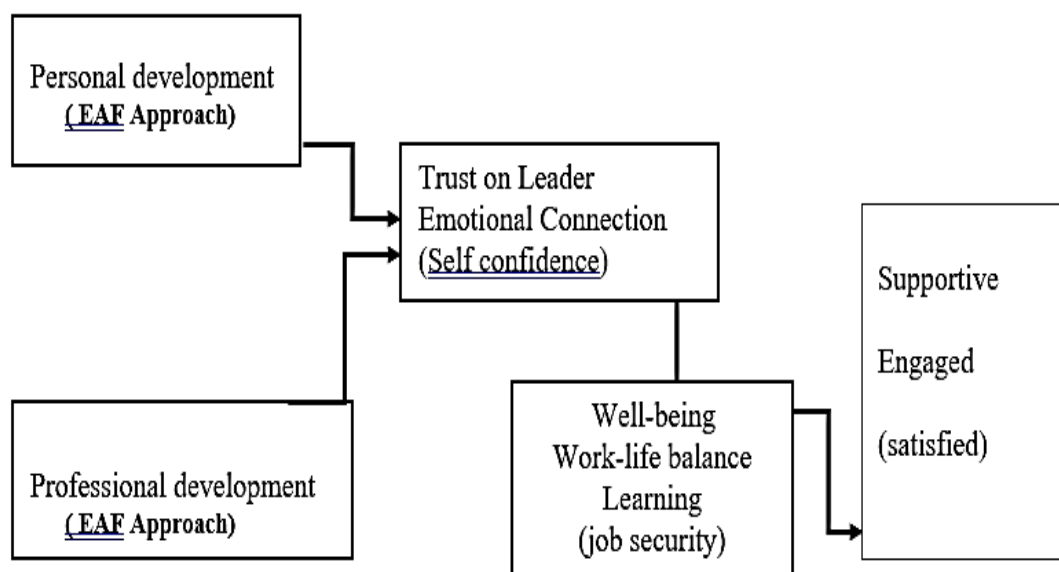 Personal development
( EAF Approach)
Trust on Leader
Emotional Connection
(Self confidence)
Supportive
Engaged
(satisfied)
Well-being
Work-life balance
Learning
(job security)
Professional development
( EAF Approach)